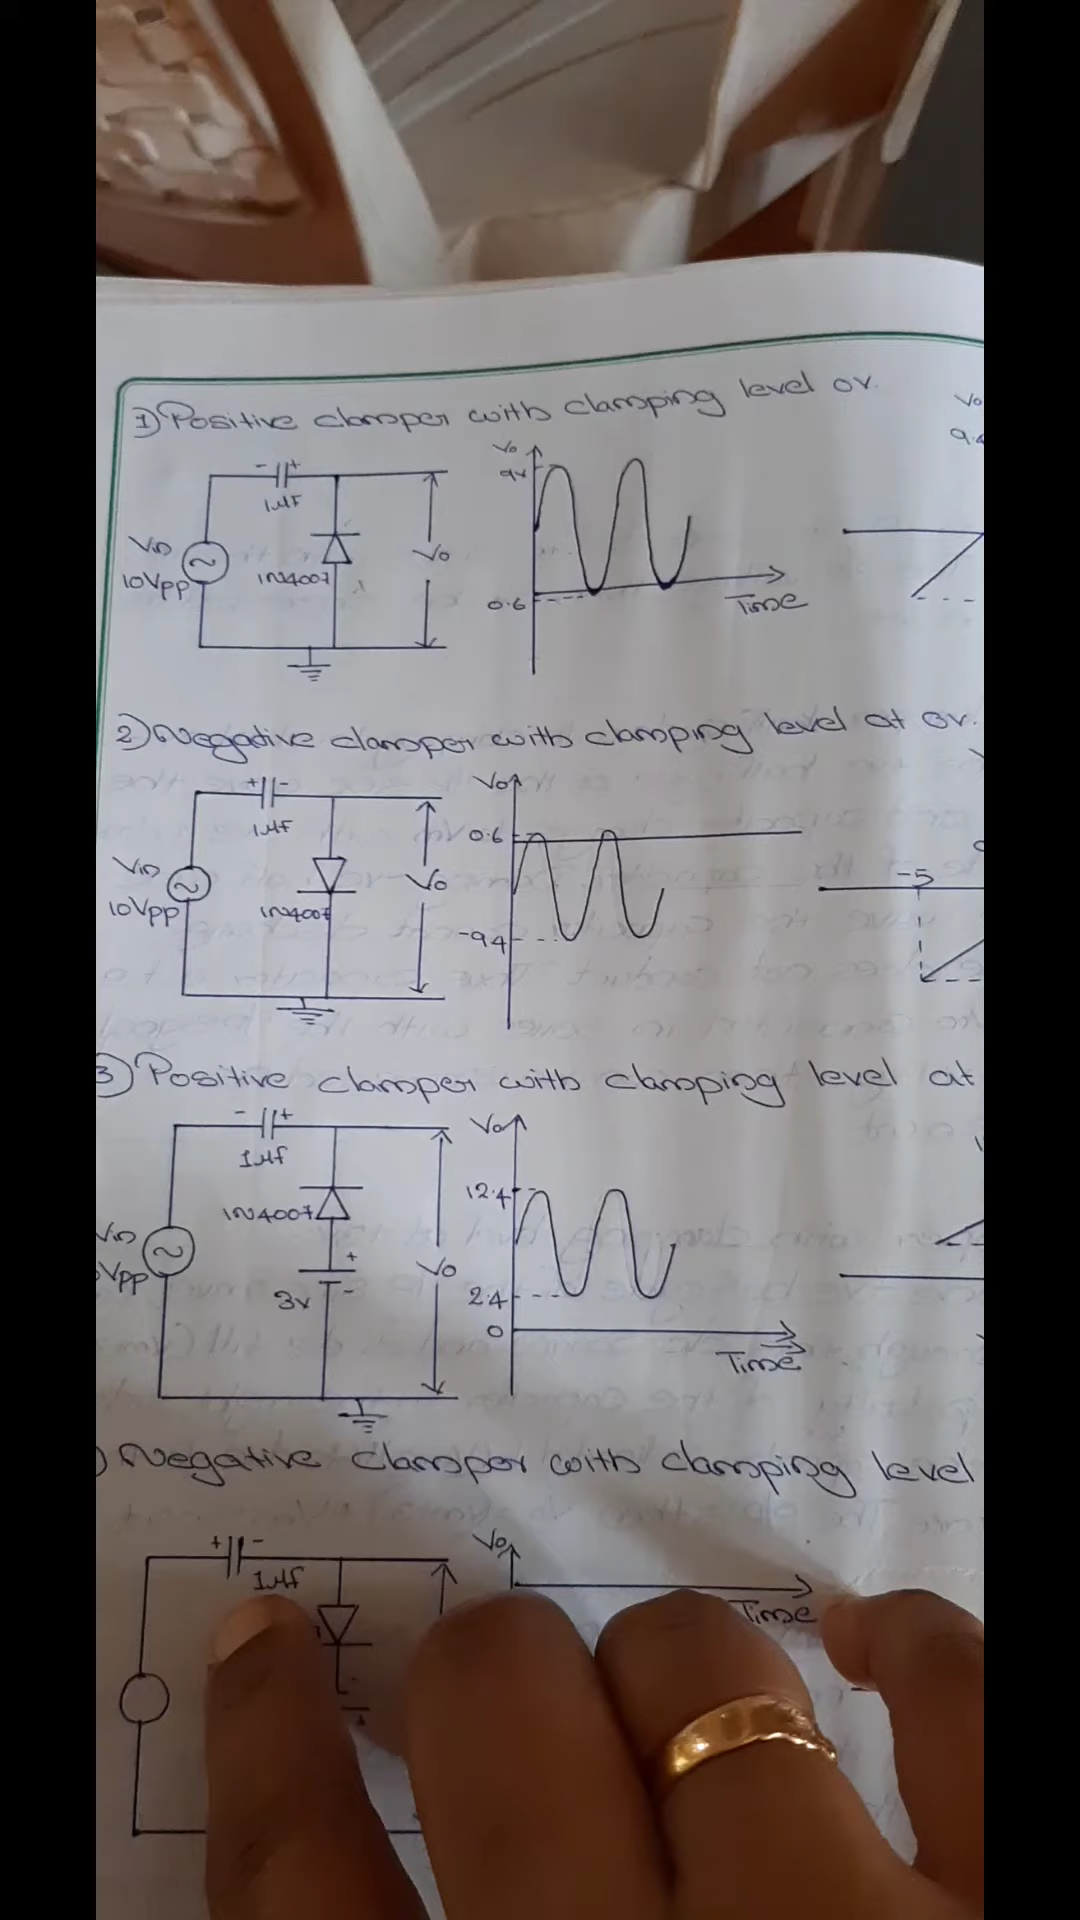 1) Positive clamper with clamping level 0v.
Vo
9.4
- +
1μF
Vin
10Vpp
1N4007
Vo
Vo
9v
0.6
Time
2) Negative clamper with clamping level at 0v.
+ -
1μF
Vin
10Vpp
1N4007
Vo
Vo
0.6
-9.4
-5
3) Positive clamper with clamping level at
- +
1μf
1N4007
Vin
Vpp
+
3v
-
Vo
Vo
12.4
2.4
0
Time
) Negative clamper with clamping level
+ -
1μf
Vo
Time